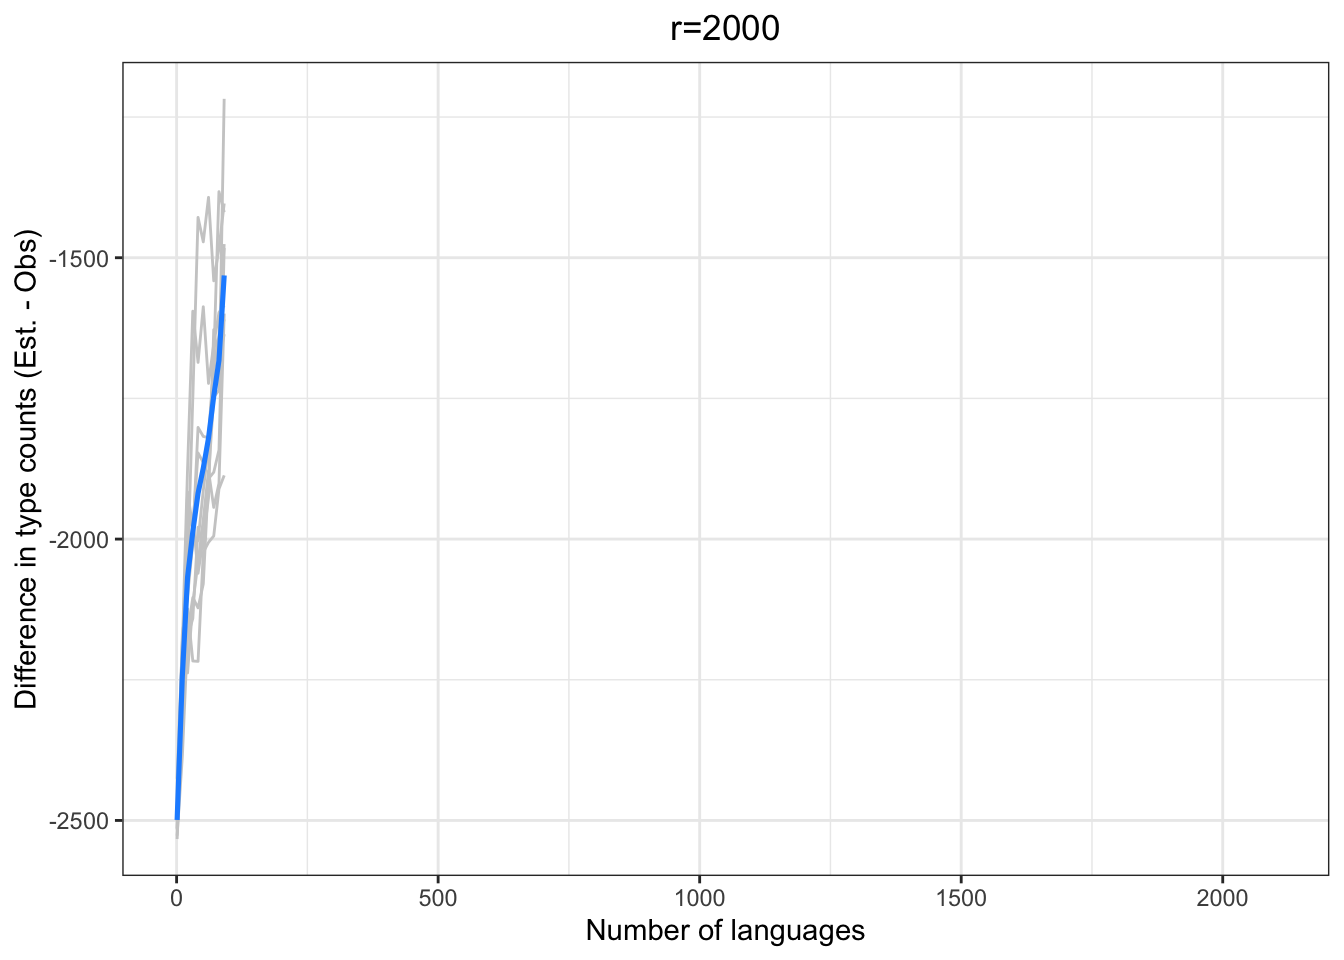 r=2000
Difference in type counts (Est. - Obs)
-1500
-2000
-2500
0 500 1000 1500 2000
Number of languages